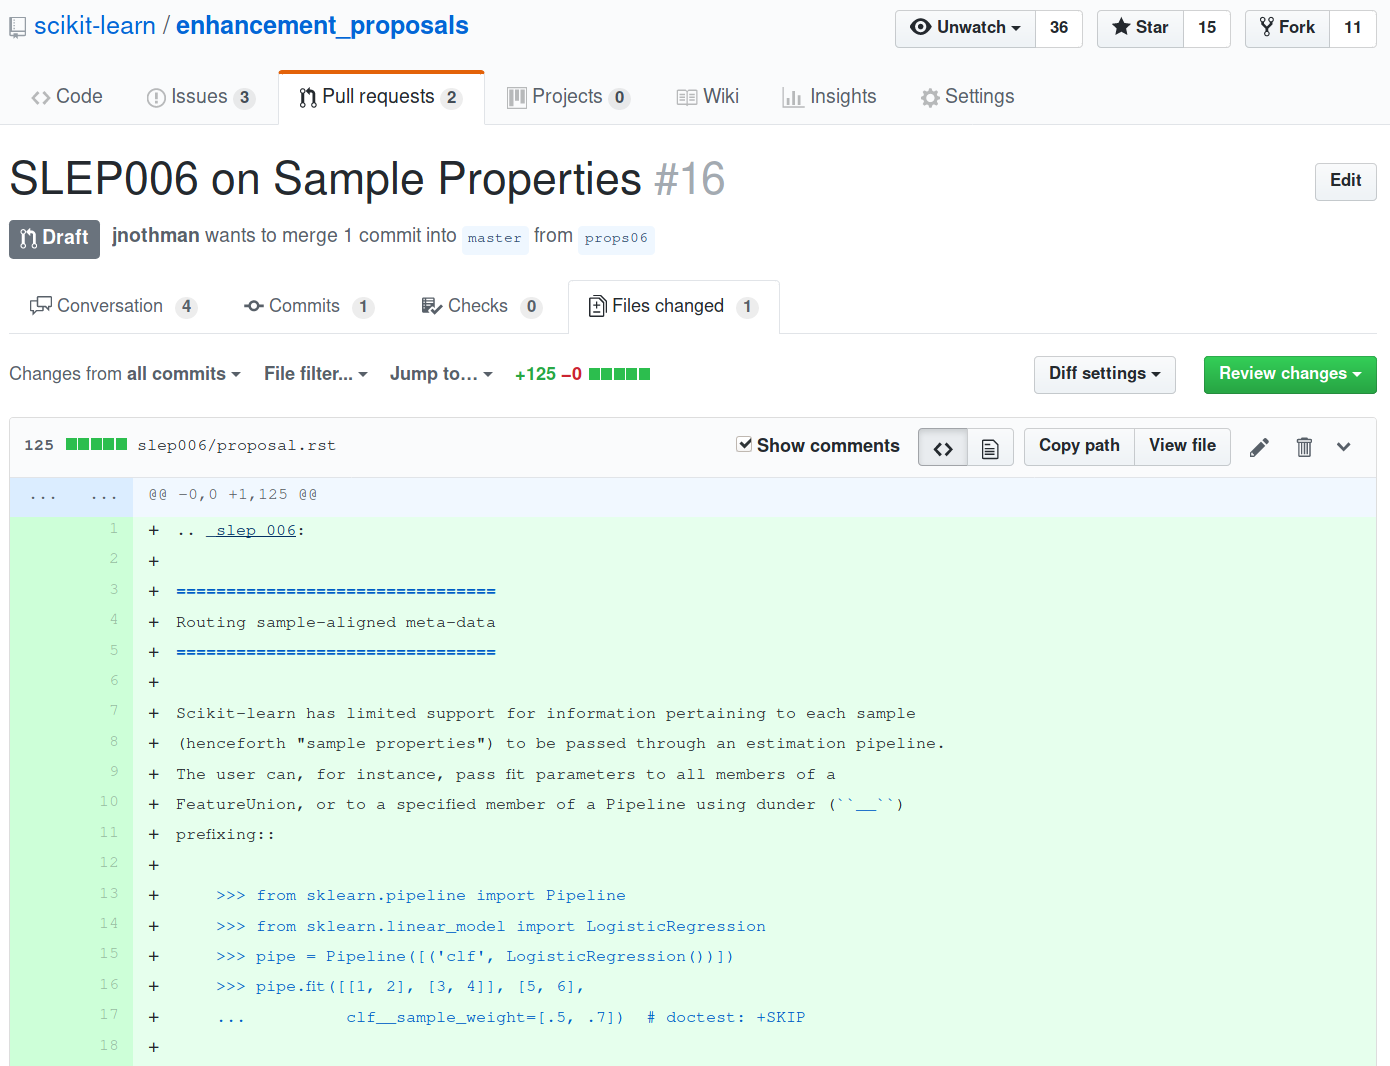 scikit-learn / enhancement_proposals
Unwatch 36 Star 15 Fork 11
Code Issues 3 Pull requests 2 Projects 0 Wiki Insights Settings
SLEP006 on Sample Properties #16
Edit
Draft jnothman wants to merge 1 commit into master from props06
Conversation 4 Commits 1 Checks 0 Files changed 1
Changes from all commits File filter... Jump to... +125 −0 Diff settings Review changes
125 slep006/proposal.rst Show comments <> Copy path View file
... ... @@ -0,0 +1,125 @@
1 + .. _slep_006:
2 +
3 + ================================
4 + Routing sample-aligned meta-data
5 + ================================
6 +
7 + Scikit-learn has limited support for information pertaining to each sample
8 + (henceforth "sample properties") to be passed through an estimation pipeline.
9 + The user can, for instance, pass fit parameters to all members of a
10 + FeatureUnion, or to a specified member of a Pipeline using dunder (``__``)
11 + prefixing::
12 +
13 + >>> from sklearn.pipeline import Pipeline
14 + >>> from sklearn.linear_model import LogisticRegression
15 + >>> pipe = Pipeline([('clf', LogisticRegression())])
16 + >>> pipe.fit([[1, 2], [3, 4]], [5, 6],
17 + ... clf__sample_weight=[.5, .7]) # doctest: +SKIP
18 +